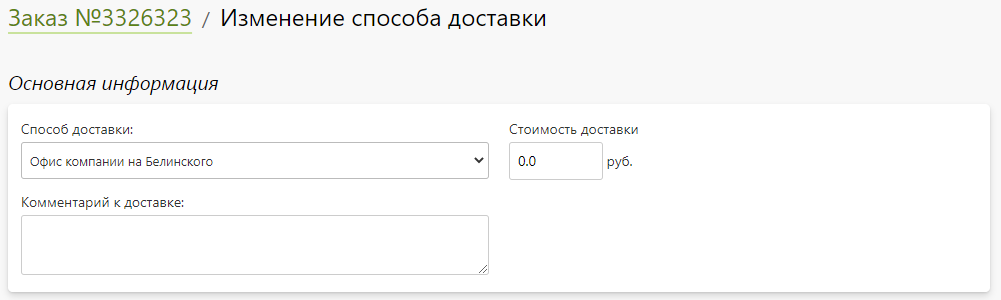 Заказ №3326323 / Изменение способа доставки
Основная информация
Способ доставки:
Стоимость доставки
Офис компании на Белинского
0.0 руб.
Комментарий к доставке: